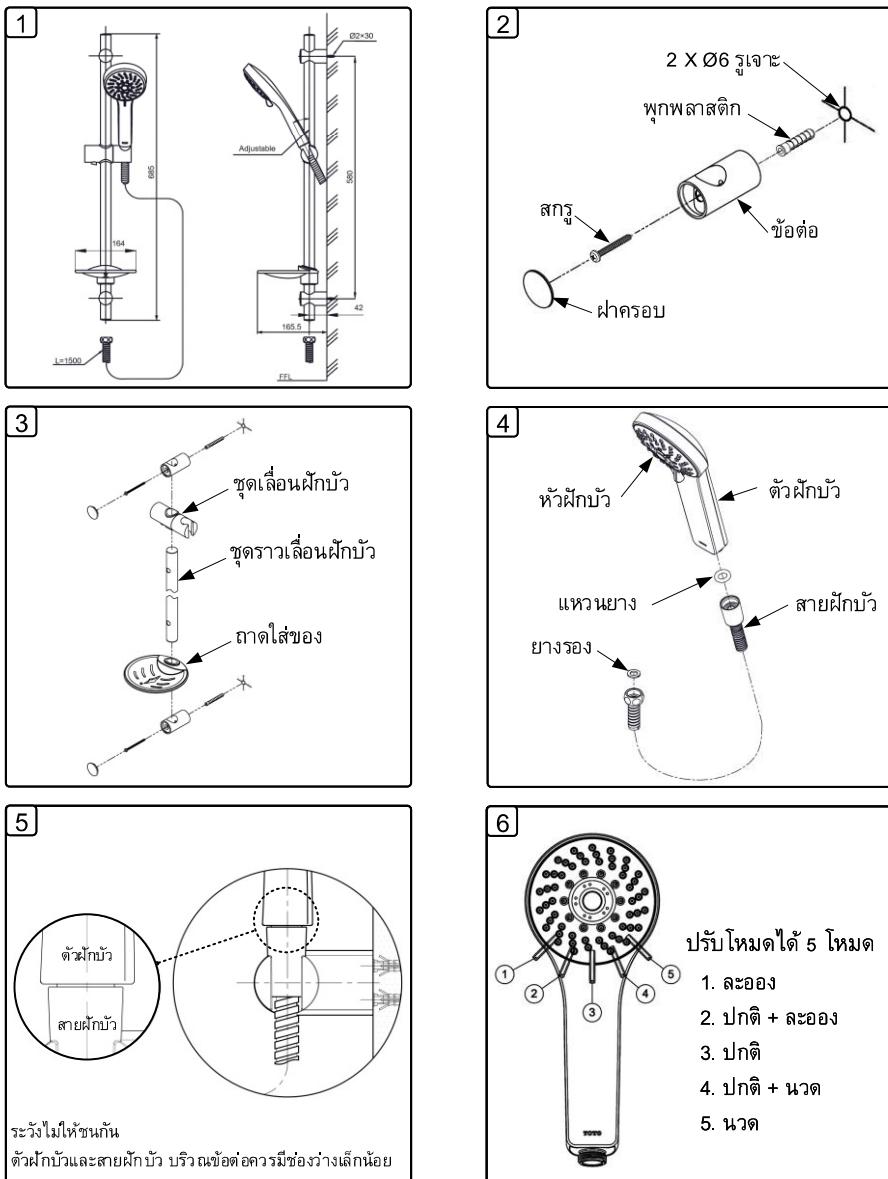 1
Ø2×30
Adjustable
685
580
164
42
165.5
L=1500
FFL
2
2 X Ø6 รูเจาะ
พุกพลาสติก
สกรู
ข้อต่อ
ฝาครอบ
3
ชุดเลื่อนฝักบัว
ชุดราวเลื่อนฝักบัว
ถาดใส่ของ
4
หัวฝักบัว
ตัวฝักบัว
แหวนยาง
สายฝักบัว
ยางรอง
TOTO
5
ตัวฝักบัว
สายฝักบัว
ระวังไม่ให้ชนกัน
ตัวฝักบัวและสายฝักบัว บริวณข้อต่อควรมีช่องว่างเล็กน้อย
6
ปรับโหมดได้ 5 โหมด
1. ละออง
2. ปกติ + ละออง
3. ปกติ
4. ปกติ + นวด
5. นวด
1
2
3
4
5
TOTO